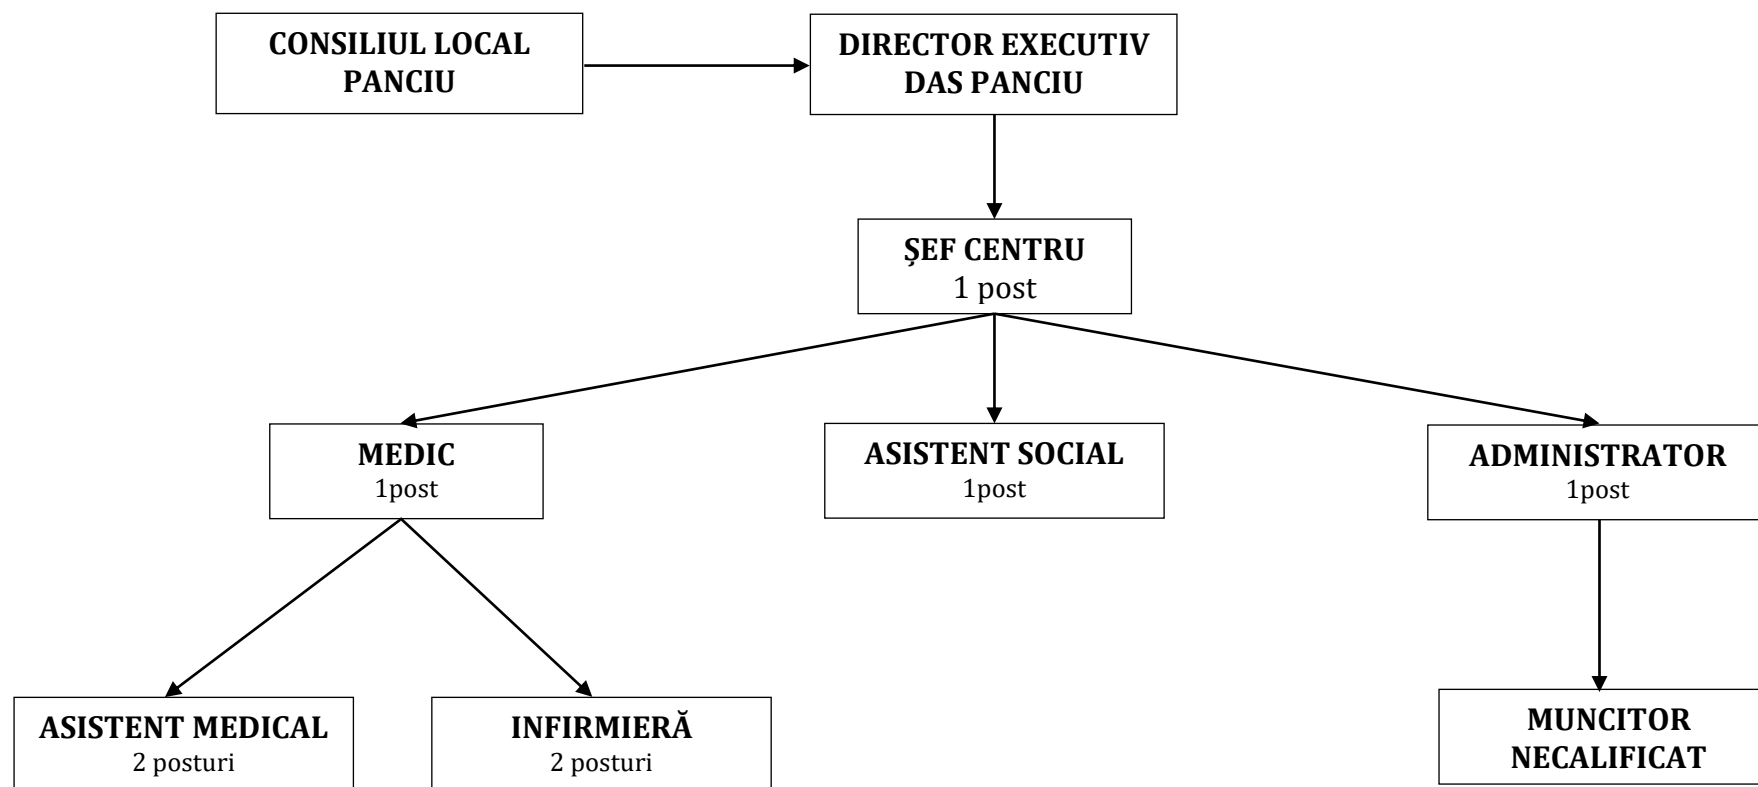 CONSILIUL LOCAL
PANCIU
DIRECTOR EXECUTIV
DAS PANCIU
ȘEF CENTRU
1 post
MEDIC
1post
ASISTENT SOCIAL
1post
ADMINISTRATOR
1post
ASISTENT MEDICAL
2 posturi
INFIRMIERĂ
2 posturi
MUNCITOR
NECALIFICAT